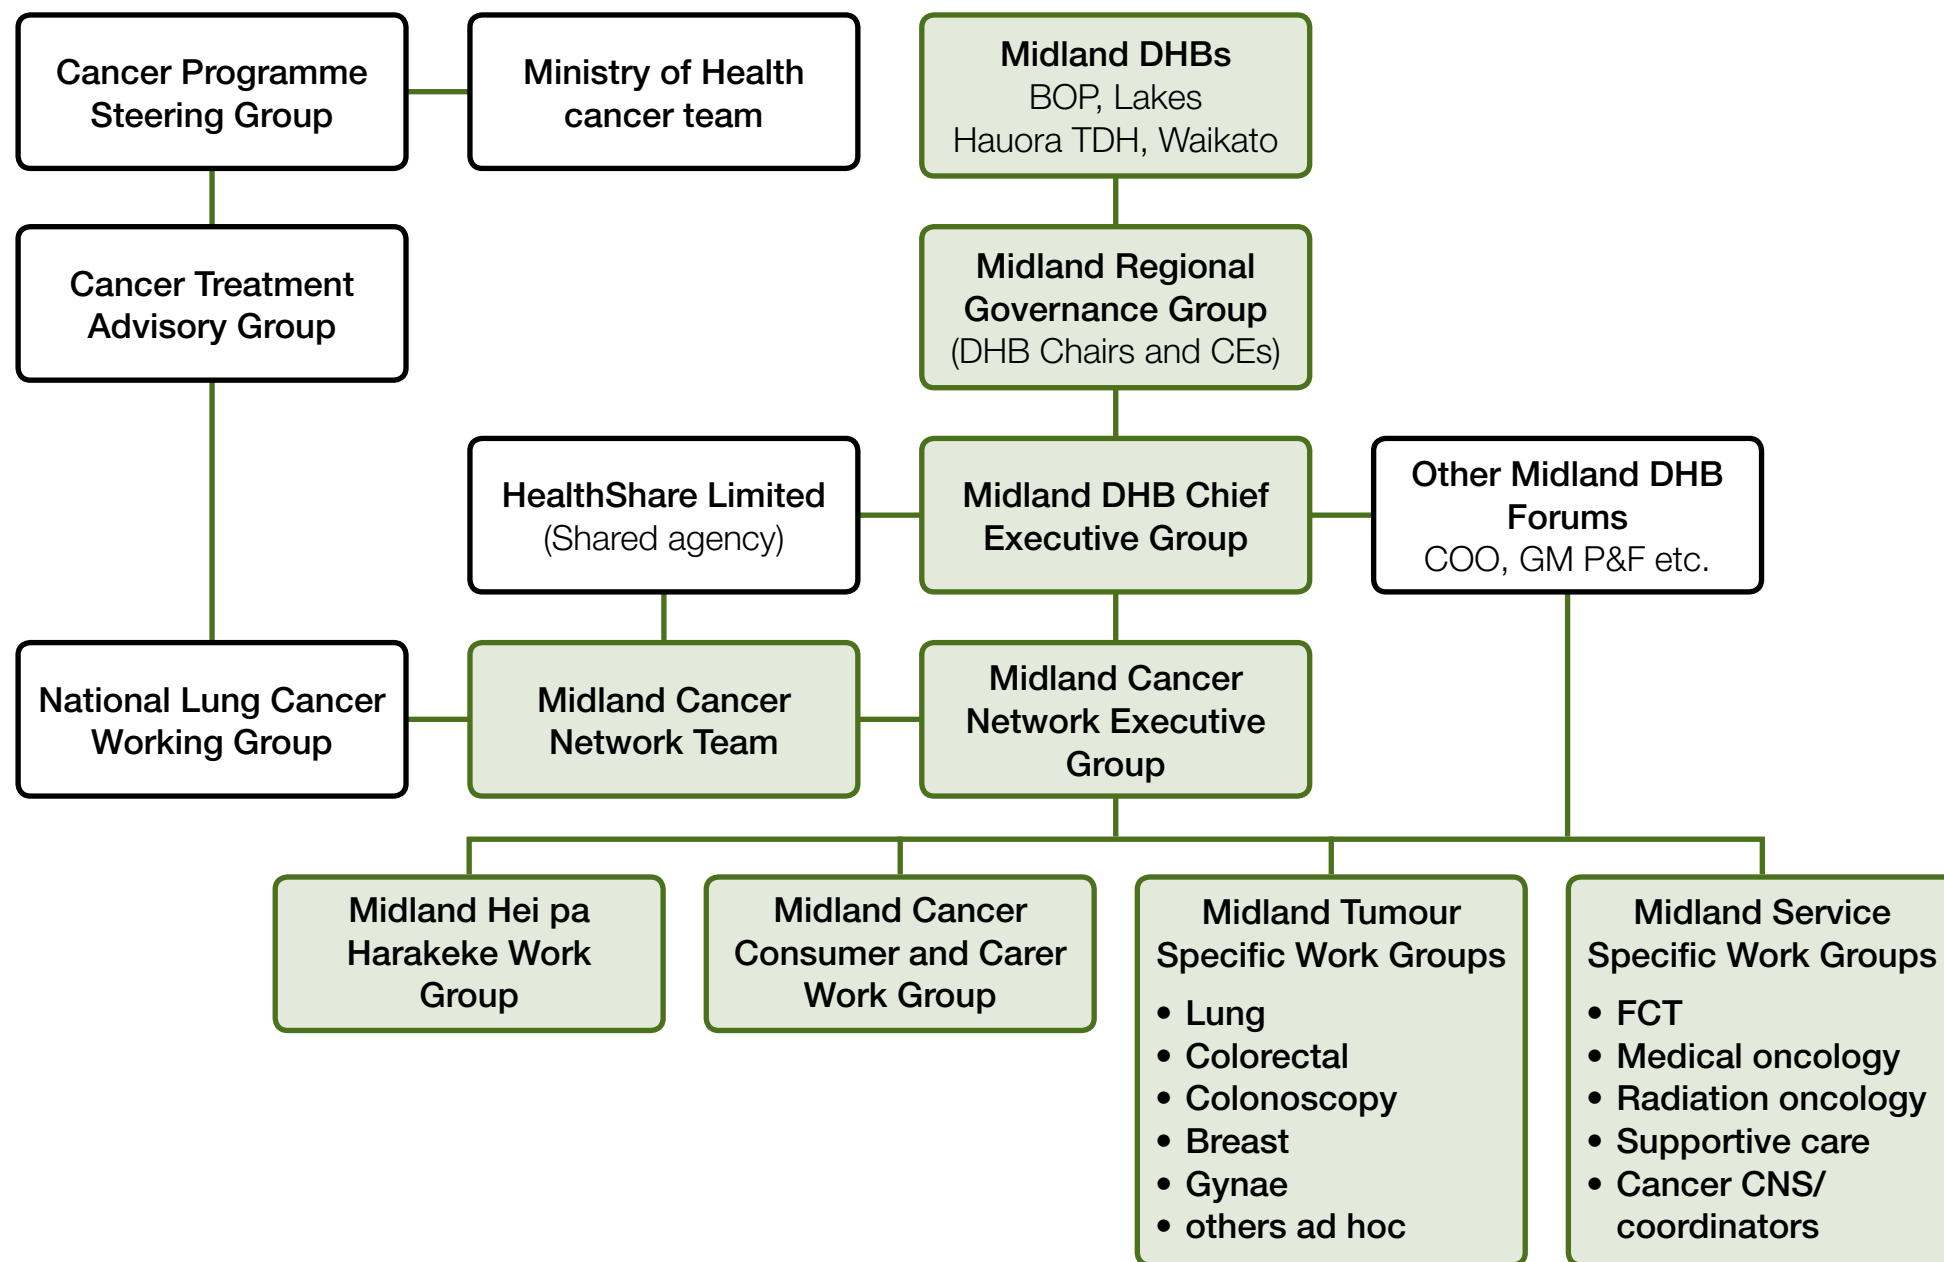 Cancer Programme
Steering Group
Ministry of Health
cancer team
Midland DHBs
BOP, Lakes
Hauora TDH, Waikato
Cancer Treatment
Advisory Group
Midland Regional
Governance Group
(DHB Chairs and CEs)
HealthShare Limited
(Shared agency)
Midland DHB Chief
Executive Group
Other Midland DHB
Forums
COO, GM P&F etc.
National Lung Cancer
Working Group
Midland Cancer
Network Team
Midland Cancer
Network Executive
Group
Midland Hei pa
Harakeke Work
Group
Midland Cancer
Consumer and Carer
Work Group
Midland Tumour
Specific Work Groups
• Lung
• Colorectal
• Colonoscopy
• Breast
• Gynae
• others ad hoc
Midland Service
Specific Work Groups
• FCT
• Medical oncology
• Radiation oncology
• Supportive care
• Cancer CNS/
coordinators